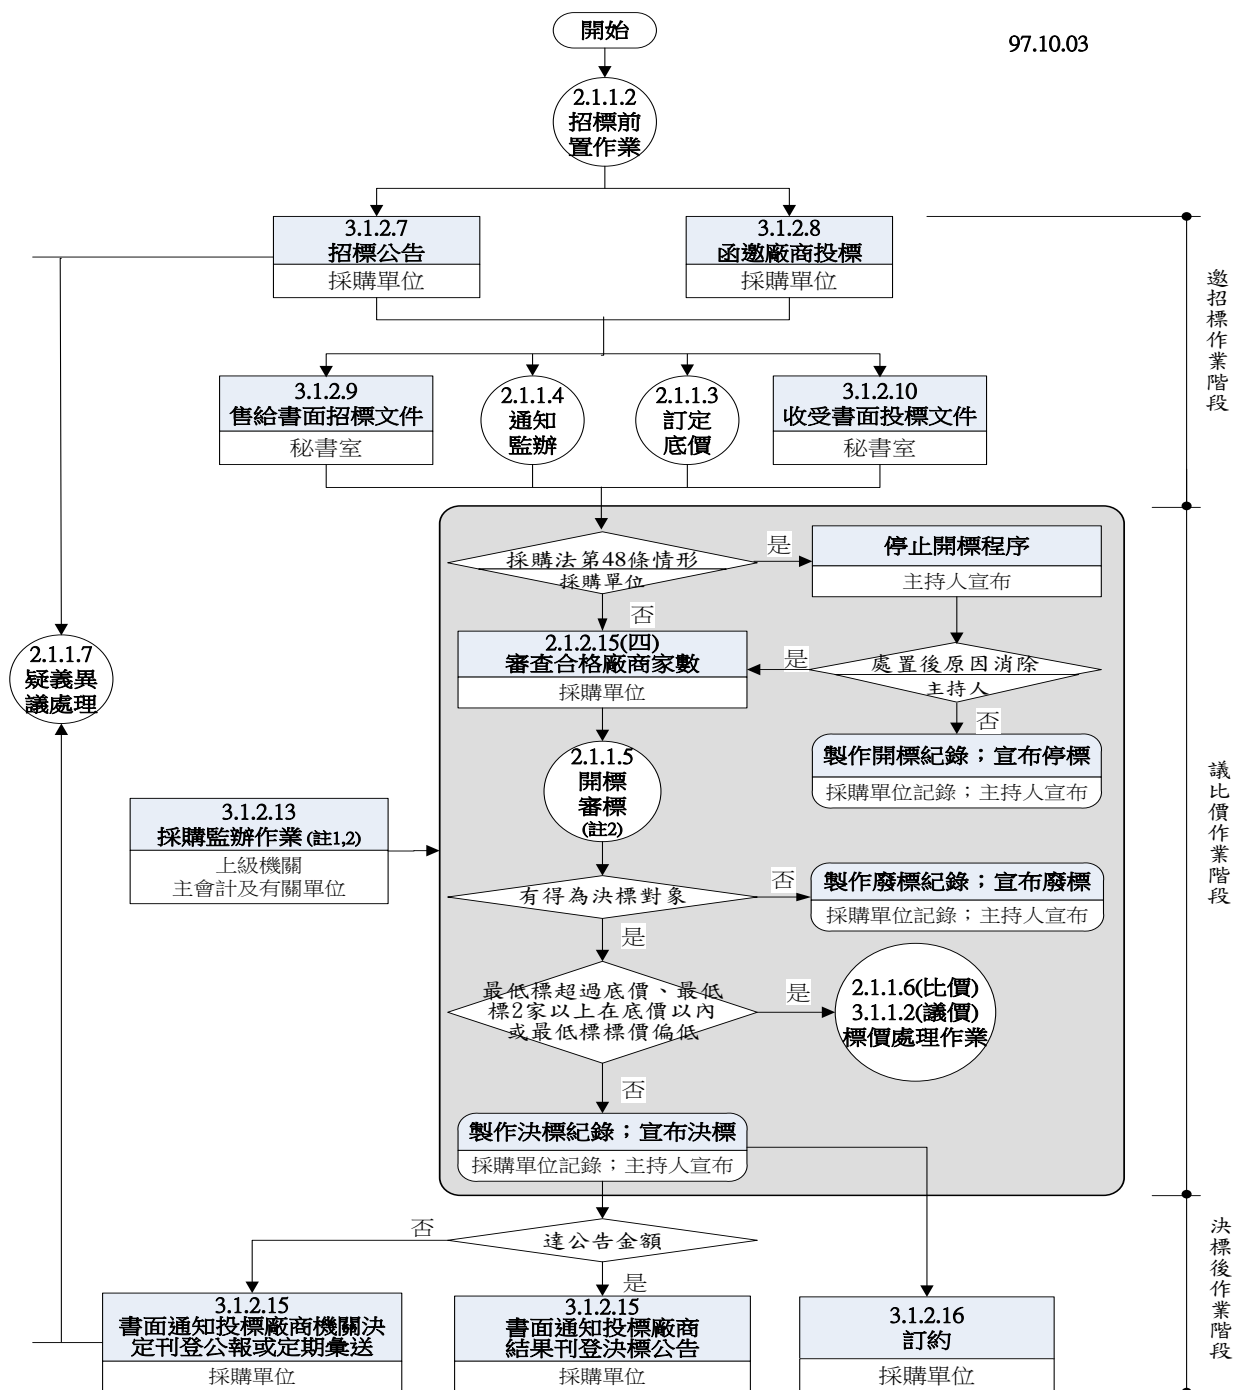 開始
97.10.03
2.1.1.2
招標前
置作業
3.1.2.7
招標公告
採購單位
3.1.2.8
函邀廠商投標
採購單位
邀招標作業階段
3.1.2.9
售給書面招標文件
秘書室
2.1.1.4
通知
監辦
2.1.1.3
訂定
底價
3.1.2.10
收受書面投標文件
秘書室
採購法第48條情形
採購單位
是
停止開標程序
主持人宣布
否
2.1.2.15(四)
審查合格廠商家數
採購單位
是
處置後原因消除
主持人
否
2.1.1.7
疑義異
議處理
2.1.1.5
開標
審標
(註2)
製作開標紀錄；宣布停標
採購單位記錄；主持人宣布
議比價作業階段
3.1.2.13
採購監辦作業(註1,2)
上級機關
主會計及有關單位
有得為決標對象
否
製作廢標紀錄；宣布廢標
採購單位記錄；主持人宣布
是
最低標超過底價、最低
標2家以上在底價以內
或最低標標價偏低
是
2.1.1.6(比價)
3.1.1.2(議價)
標價處理作業
否
製作決標紀錄；宣布決標
採購單位記錄；主持人宣布
達公告金額
否
是
決標後作業階段
3.1.2.15
書面通知投標廠商機關決
定刊登公報或定期彙送
採購單位
3.1.2.15
書面通知投標廠商
結果刊登決標公告
採購單位
3.1.2.16
訂約
採購單位